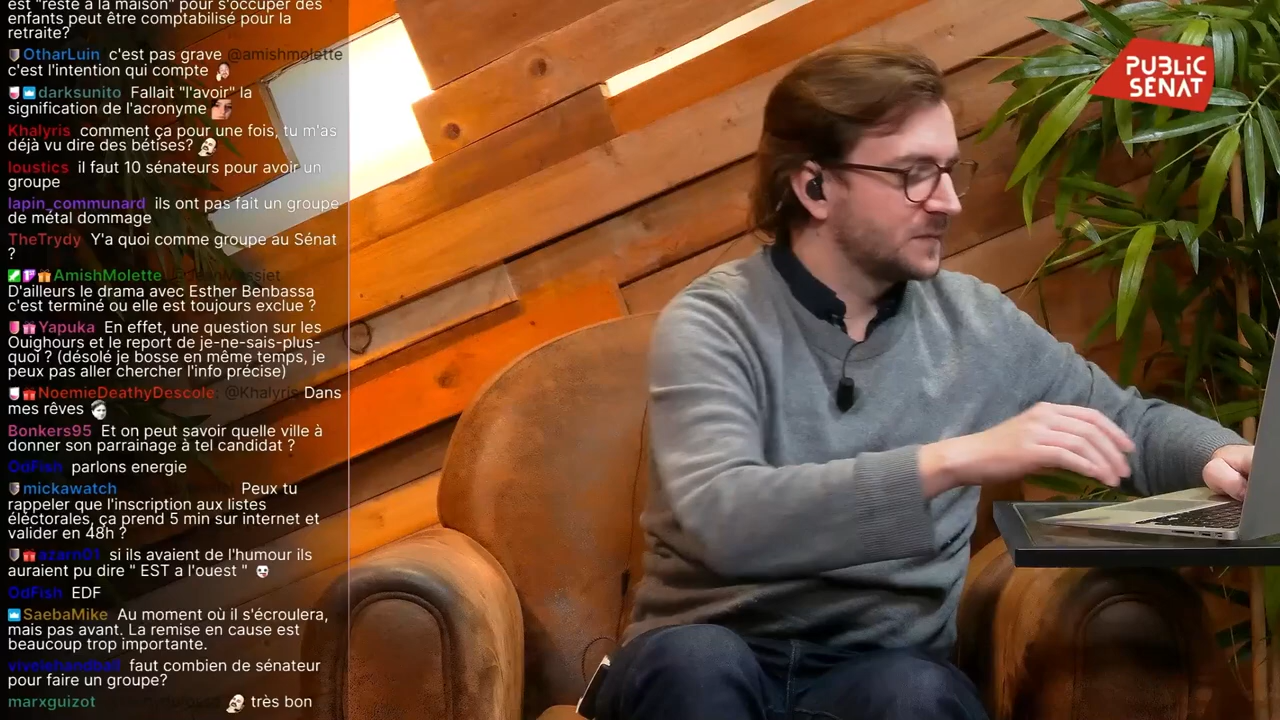 est "reste à la maison" pour s'occuper des
enfants peut être comptabilisé pour la
retraite?
OtharLuin c'est pas grave @amishmolette
c'est l'intention qui compte
darksunito Fallait "l'avoir" la
signification de l'acronyme
Khalyris comment ça pour une fois, tu m'as
déjà vu dire des bétises?
loustics il faut 10 sénateurs pour avoir un
groupe
lapin_communard ils ont pas fait un groupe
de métal dommage
TheTrydy Y'a quoi comme groupe au Sénat
?
AmishMolette
D'ailleurs le drama avec Esther Benbassa
c'est terminé ou elle est toujours exclue ?
Yapuka En effet, une question sur les
Ouighours et le report de je-ne-sais-plus-
quoi ? (désolé je bosse en même temps, je
peux pas aller chercher l'info précise)
NoemieDeathyDescole: @Khalyris Dans
mes rêves
Bonkers95 Et on peut savoir quelle ville à
donner son parrainage à tel candidat ?
OdFish parlons energie
mickawatch Peux tu
rappeler que l'inscription aux listes
électorales, ça prend 5 min sur internet et
valider en 48h ?
azarn01 si ils avaient de l'humour ils
auraient pu dire " EST a l'ouest "
OdFish EDF
SaebaMike Au moment où il s'écroulera,
mais pas avant. La remise en cause est
beaucoup trop importante.
vivelehandball faut combien de sénateur
pour faire un groupe?
marxguizot très bon
PUBLIC
SÉNAT